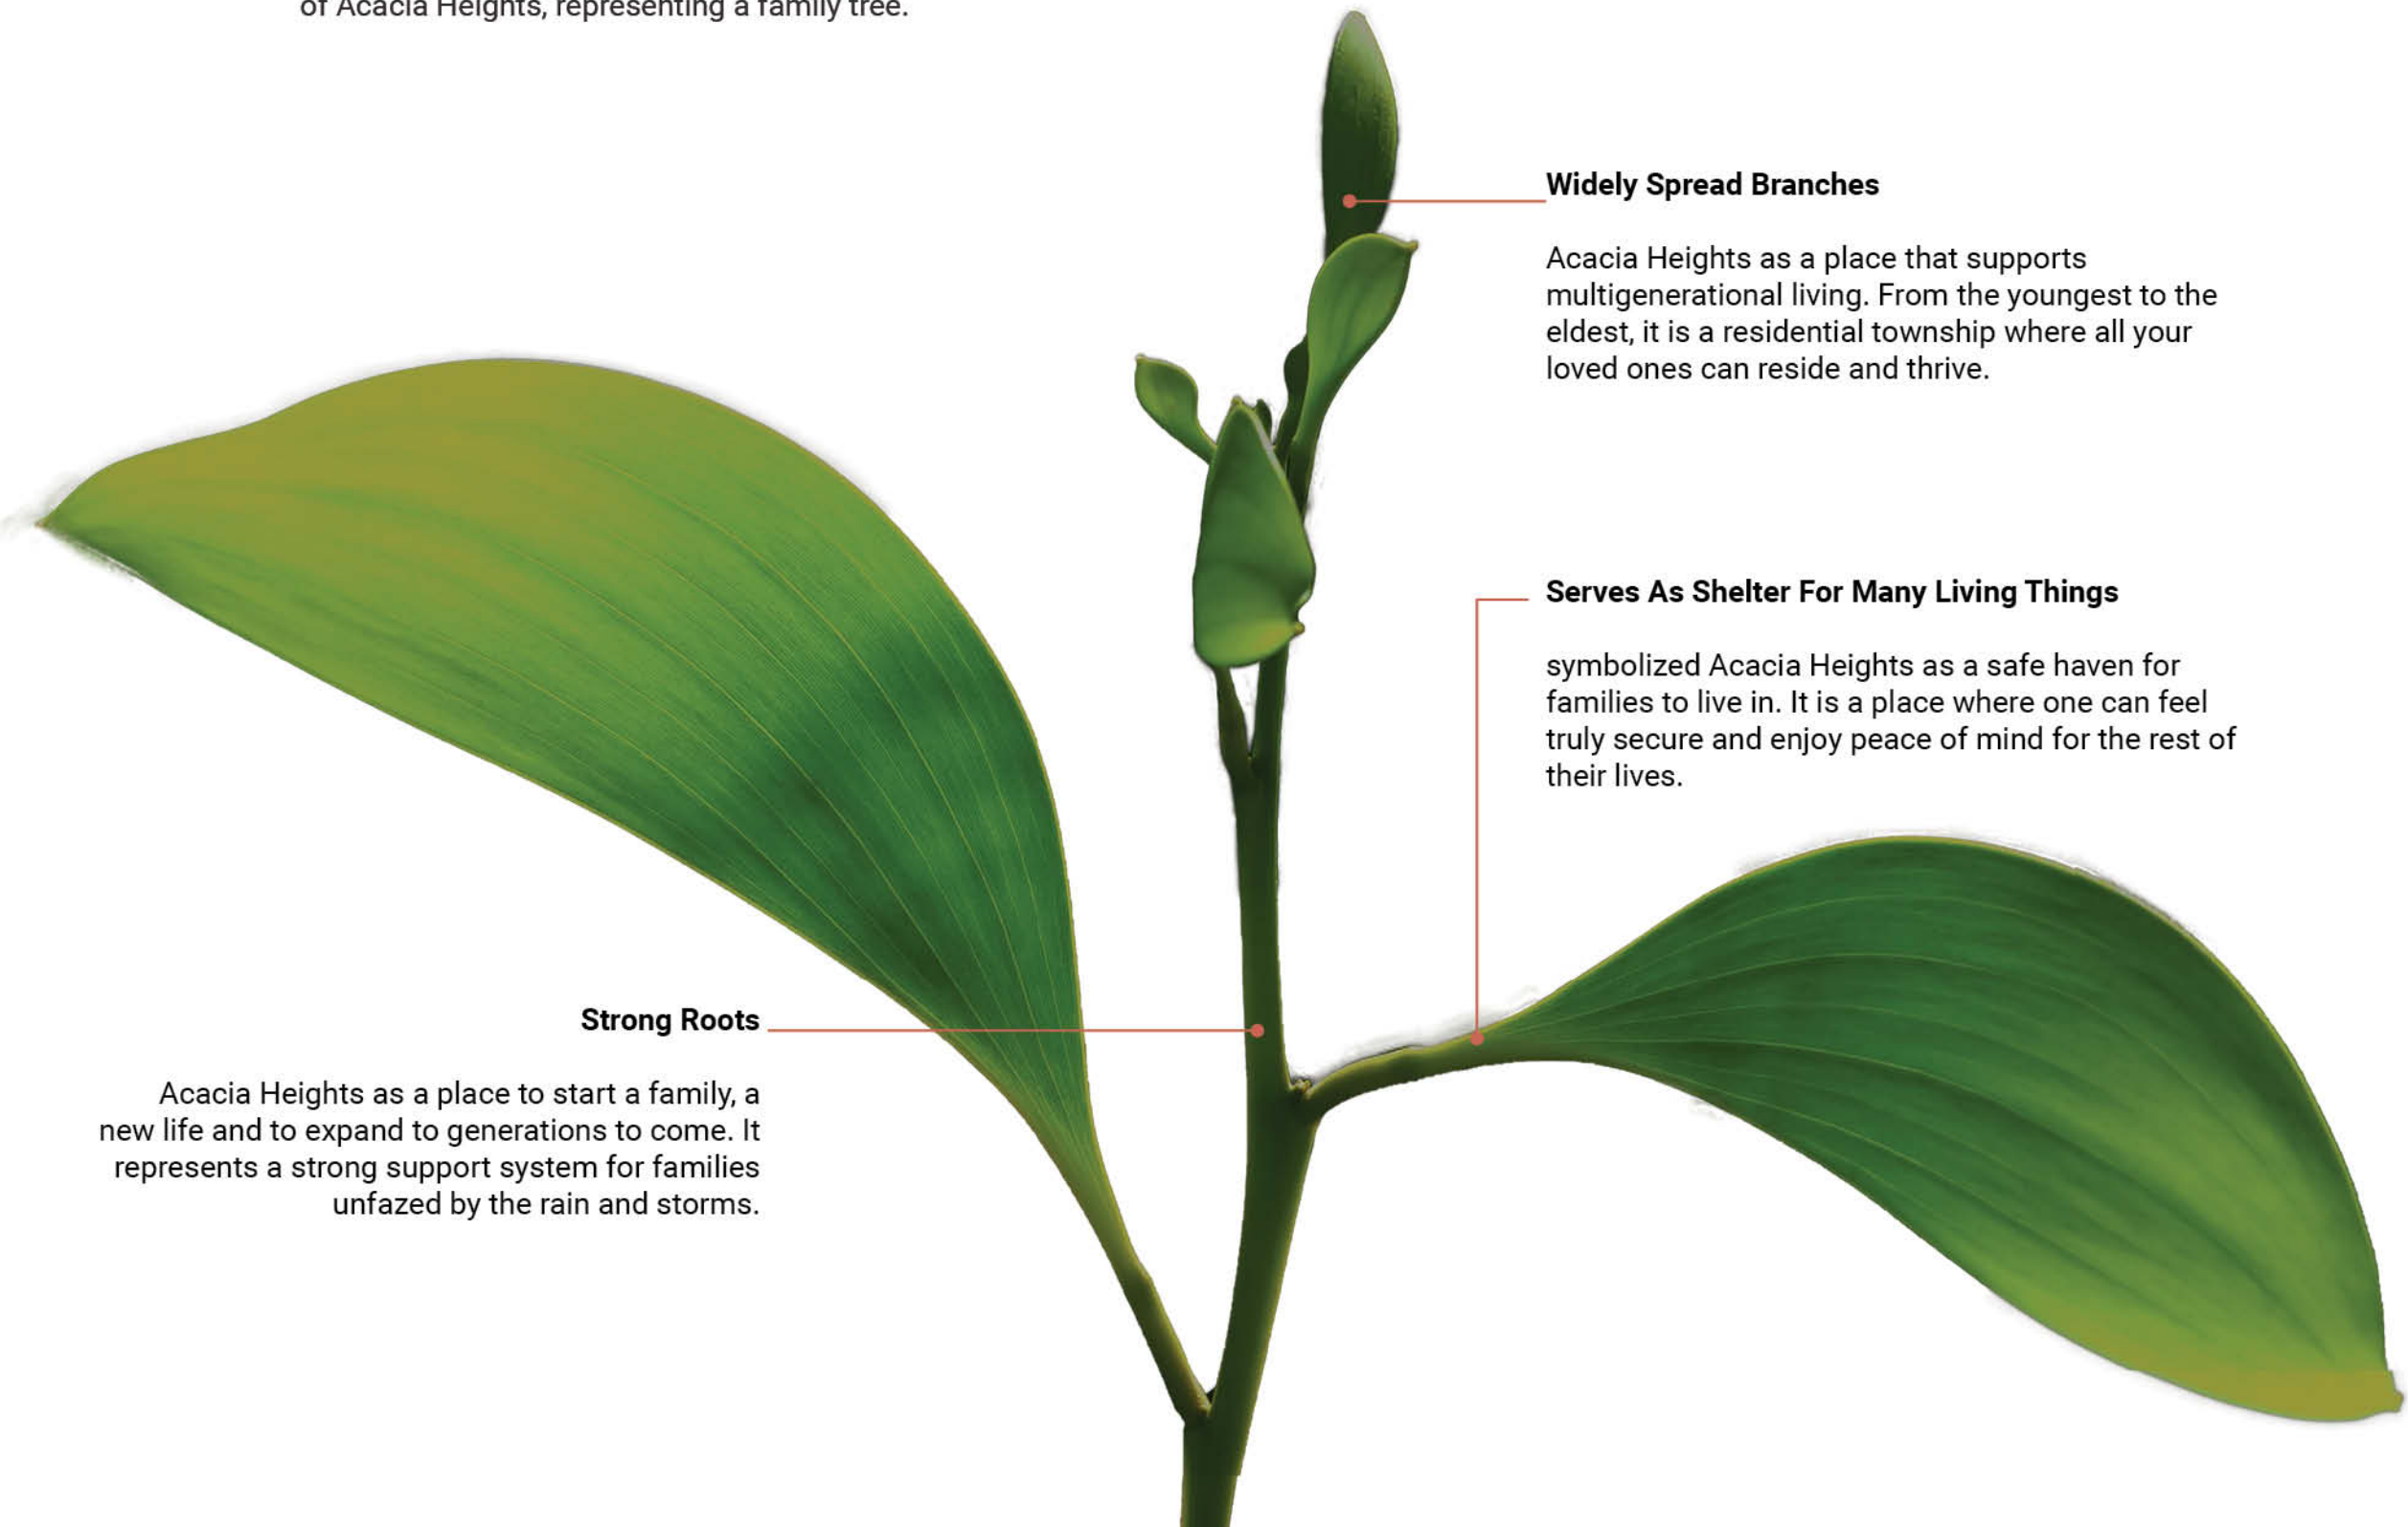 of Acacia Heights, representing a family tree.
Widely Spread Branches
Acacia Heights as a place that supports
multigenerational living. From the youngest to the
eldest, it is a residential township where all your
loved ones can reside and thrive.
Serves As Shelter For Many Living Things
symbolized Acacia Heights as a safe haven for
families to live in. It is a place where one can feel
truly secure and enjoy peace of mind for the rest of
their lives.
Strong Roots
Acacia Heights as a place to start a family, a
new life and to expand to generations to come. It
represents a strong support system for families
unfazed by the rain and storms.